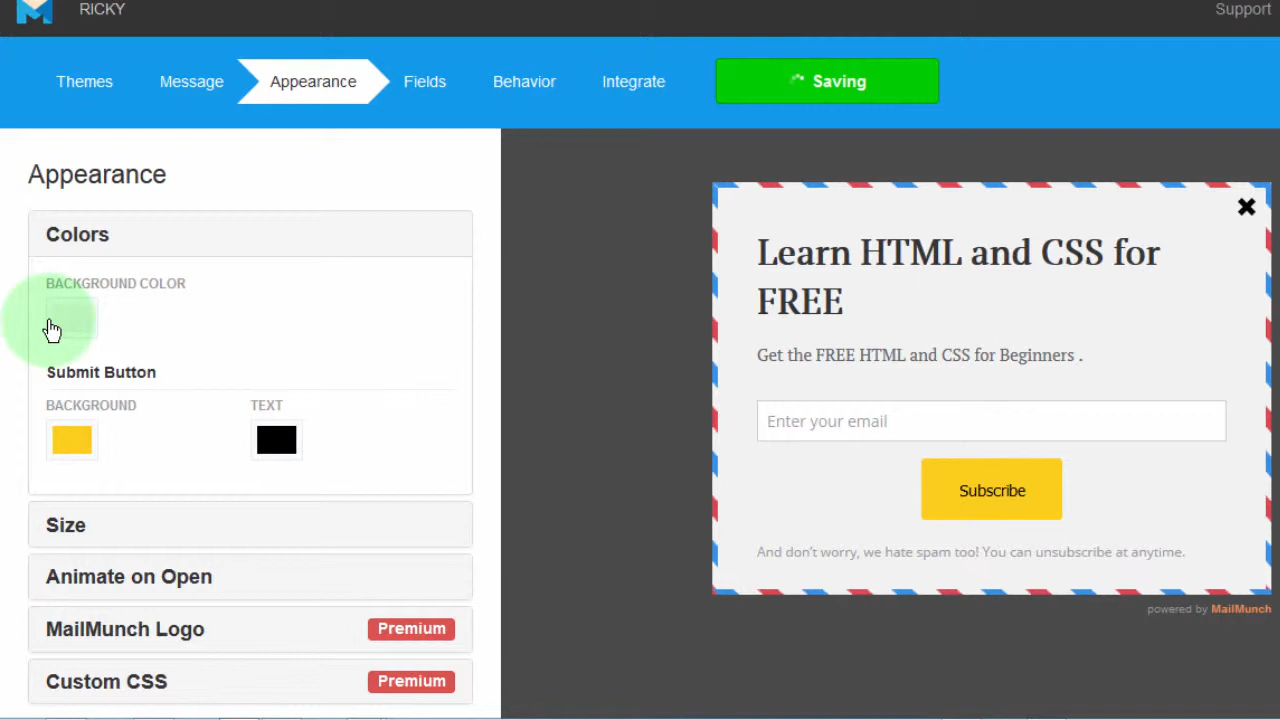 RICKY
Support
Themes
Message
Appearance
Fields
Behavior
Integrate
Saving
Appearance
Colors
BACKGROUND COLOR
Submit Button
BACKGROUND
TEXT
Size
Animate on Open
MailMunch Logo
Premium
Custom CSS
Premium
Learn HTML and CSS for
FREE
Get the FREE HTML and CSS for Beginners .
Enter your email
Subscribe
And don't worry, we hate spam too! You can unsubscribe at anytime.
powered by MailMunch